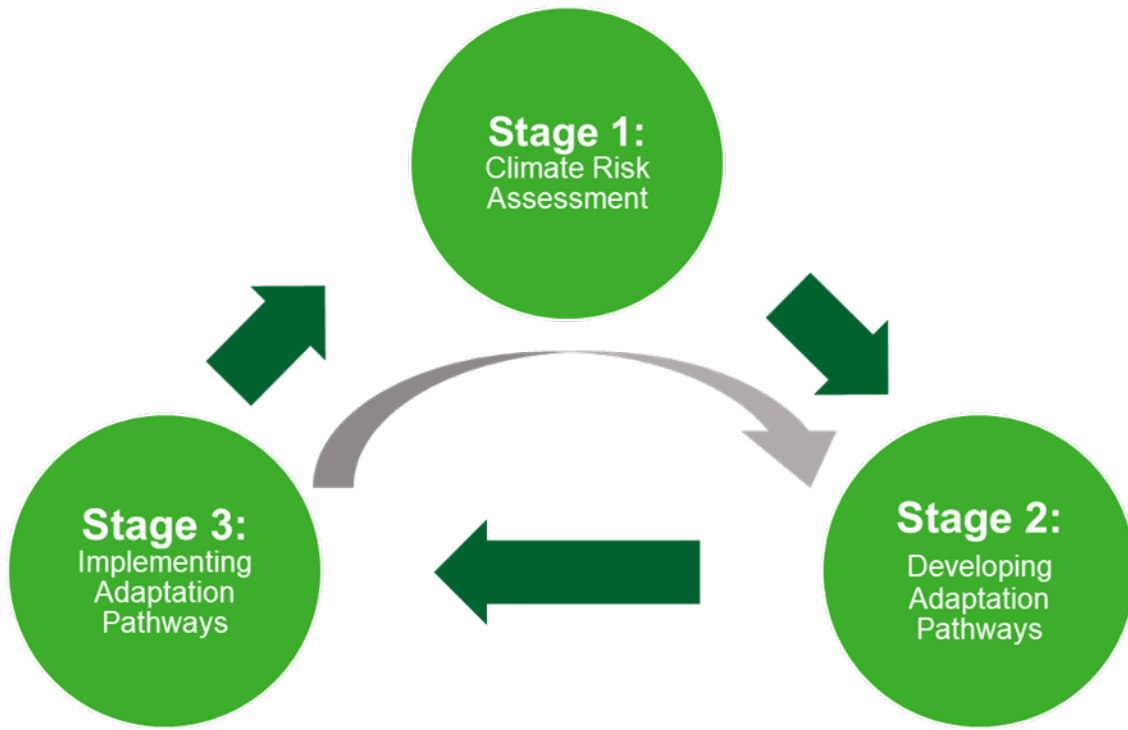 Stage 1:
Climate Risk
Assessment
Stage 3:
Implementing
Adaptation
Pathways
Stage 2:
Developing
Adaptation
Pathways